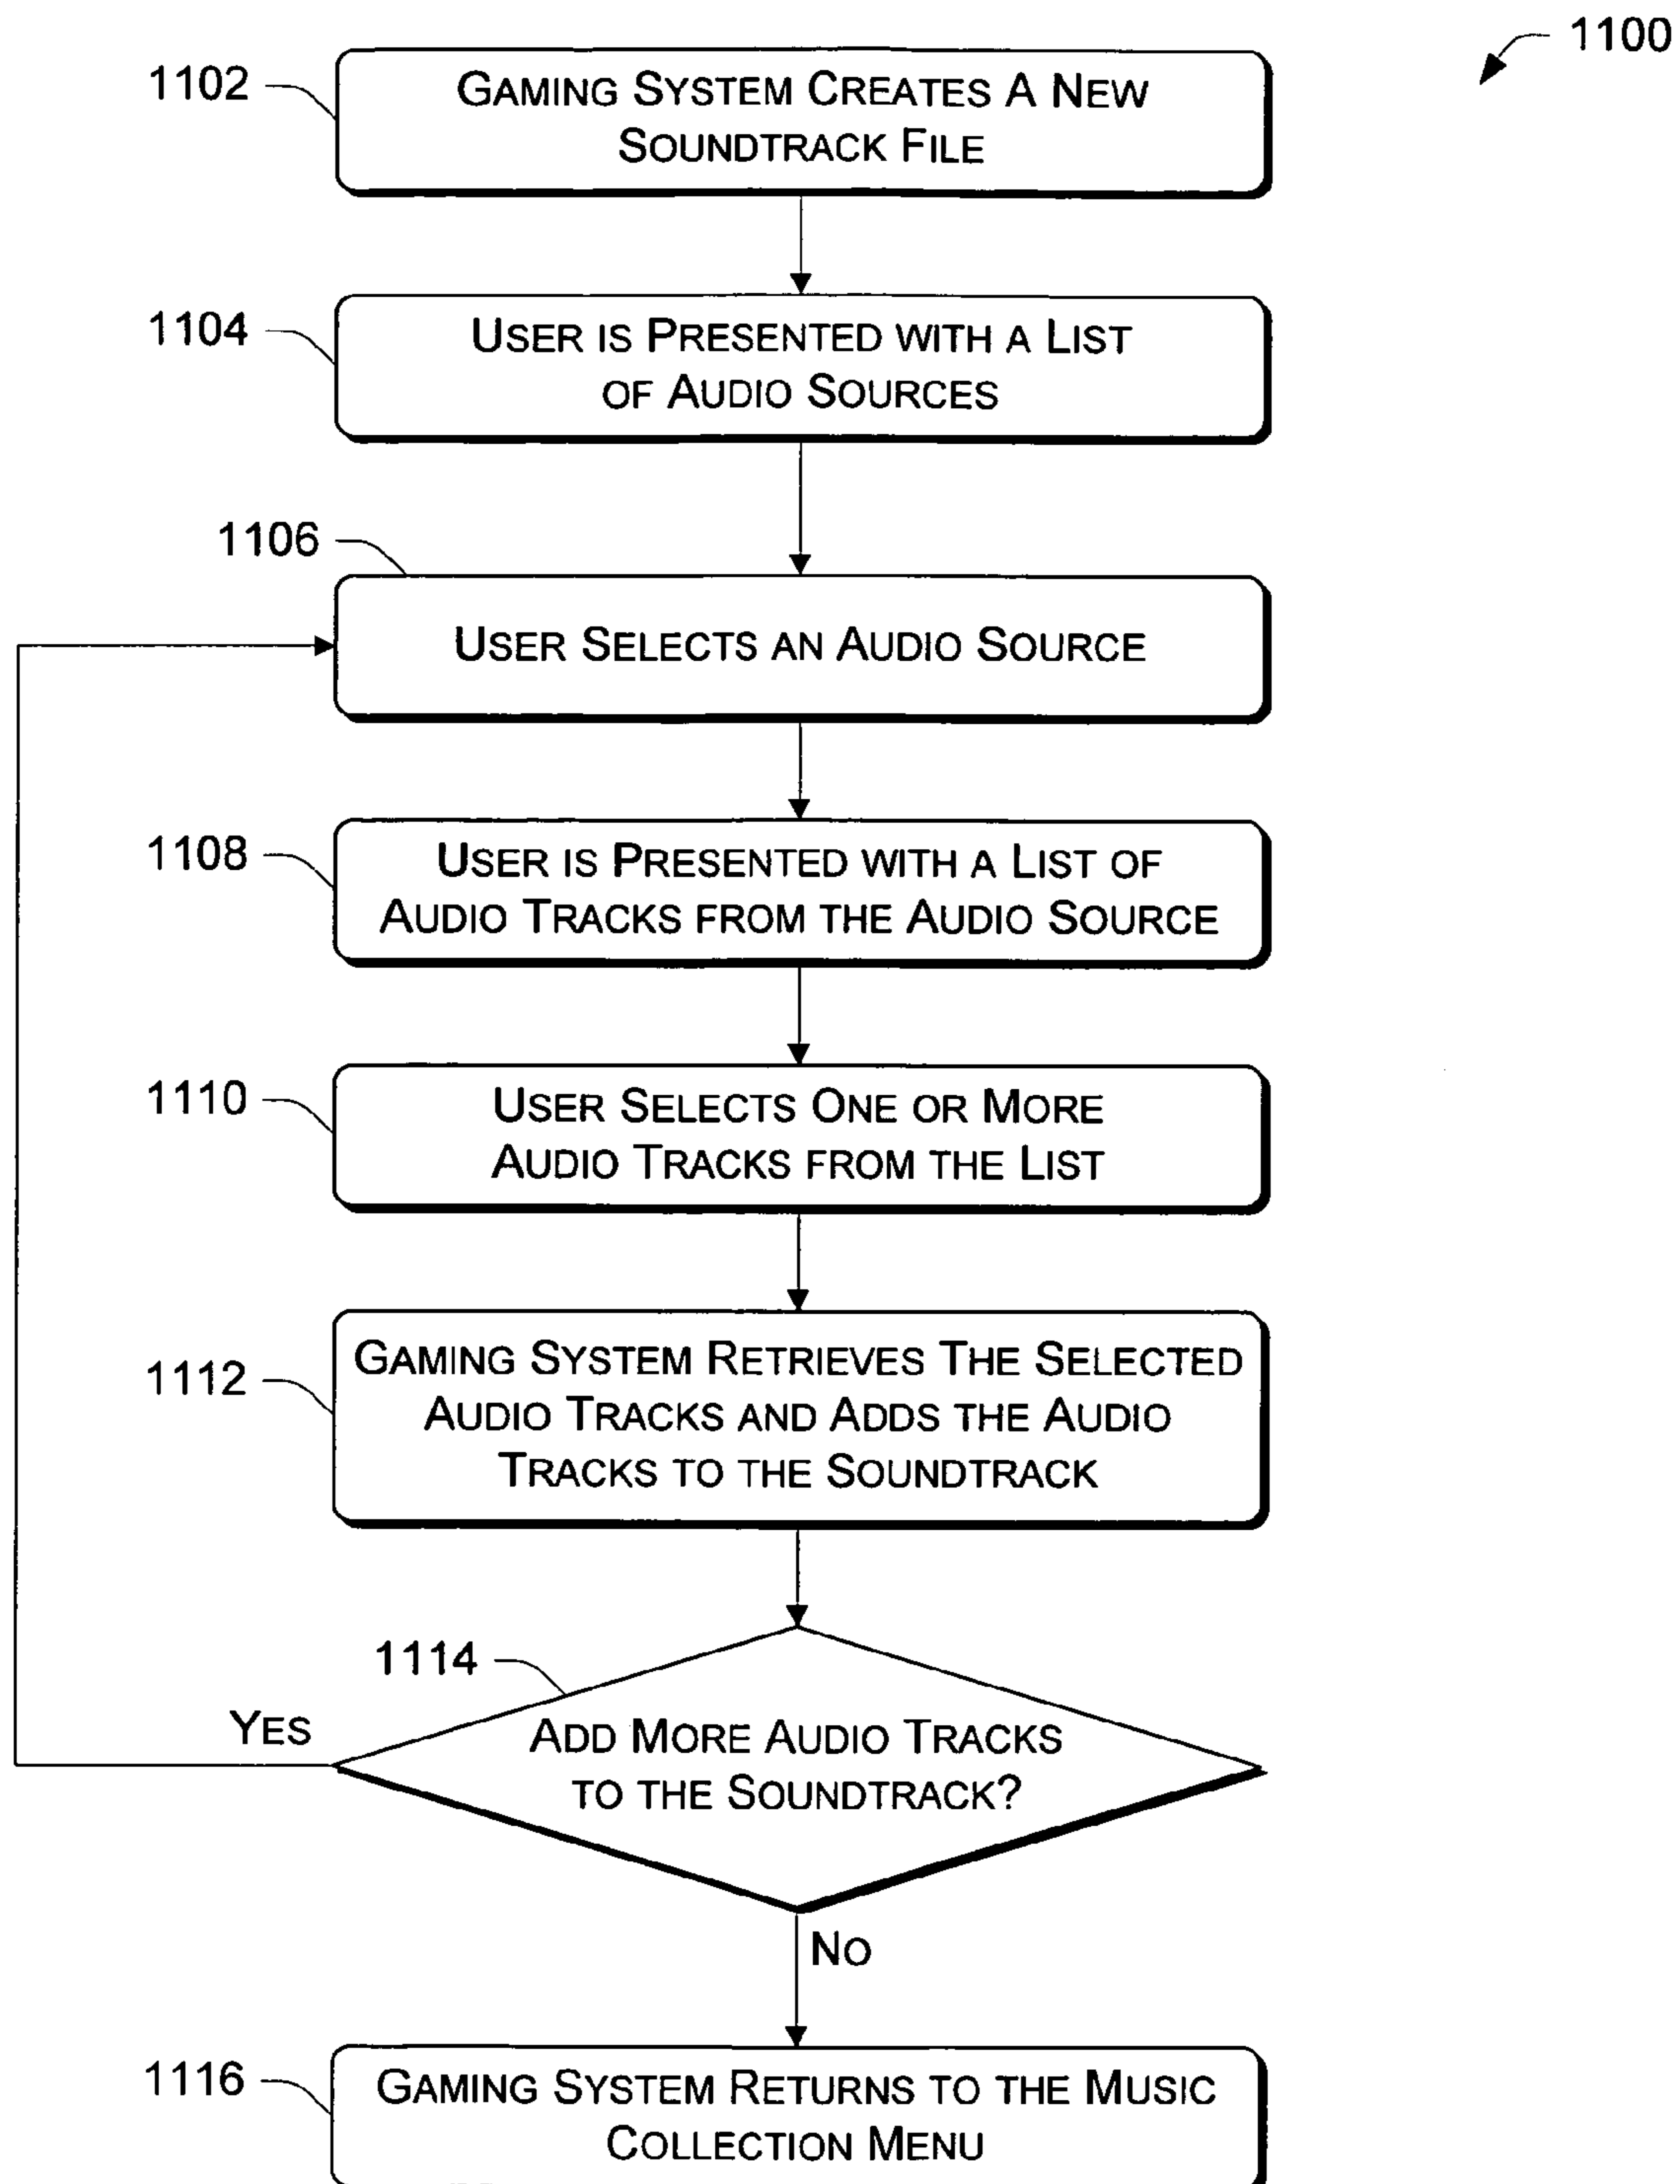 1100
1102
GAMING SYSTEM CREATES A NEW
SOUNDTRACK FILE
1104
USER IS PRESENTED WITH A LIST
OF AUDIO SOURCES
1106
USER SELECTS AN AUDIO SOURCE
1108
USER IS PRESENTED WITH A LIST OF
AUDIO TRACKS FROM THE AUDIO SOURCE
1110
USER SELECTS ONE OR MORE
AUDIO TRACKS FROM THE LIST
1112
GAMING SYSTEM RETRIEVES THE SELECTED
AUDIO TRACKS AND ADDS THE AUDIO
TRACKS TO THE SOUNDTRACK
1114
YES
ADD MORE AUDIO TRACKS
TO THE SOUNDTRACK?
NO
1116
GAMING SYSTEM RETURNS TO THE MUSIC
COLLECTION MENU